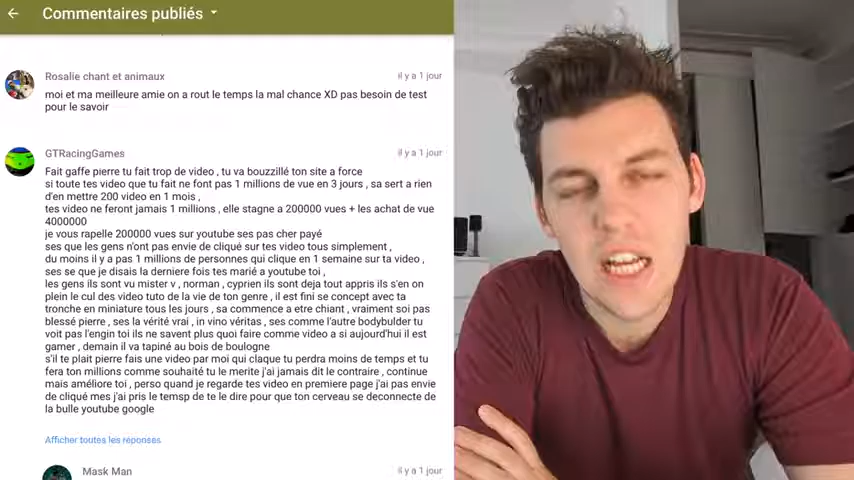 Commentaires publiés
Rosalie chant et animaux
il y a 1 jour
moi et ma meilleure amie on a rout le temps la mal chance XD pas besoin de test
pour le savoir
GTRacingGames
il y a 1 jour
Fait gaffe pierre tu fait trop de video , tu va bouzzillé ton site a force
si toute tes video que tu fait ne font pas 1 millions de vue en 3 jours , sa sert a rien
d'en mettre 200 video en 1 mois ,
tes video ne feront jamais 1 millions , elle stagne a 200000 vues + les achat de vue
4000000
je vous rapelle 200000 vues sur youtube ses pas cher payé
ses que les gens n'ont pas envie de cliqué sur tes video tous simplement ,
du moins il y a pas 1 millions de personnes qui clique en 1 semaine sur ta video ,
ses se que je disais la derniere fois tes marié a youtube toi ,
les gens ils sont vu mister v , norman , cyprien ils sont deja tout appris ils s'en on
plein le cul des video tuto de la vie de ton genre , il est fini se concept avec ta
tronche en miniature tous les jours , sa commence a etre chiant , vraiment soi pas
blessé pierre , ses la vérité vrai , in vino véritas , ses comme l'autre bodybulder tu
voit pas l'engin toi ils ne savent plus quoi faire comme video a si aujourd'hui il est
gamer , demain il va tapiné au bois de boulogne
s'il te plait pierre fais une video par moi qui claque tu perdra moins de temps et tu
fera ton millions comme souhaité tu le merite j'ai jamais dit le contraire , continue
mais améliore toi , perso quand je regarde tes video en premiere page j'ai pas envie
de cliqué mes j'ai pris le temsp de te le dire pour que ton cerveau se deconnecte de
la bulle youtube google
Afficher toutes les réponses
Mask Man
il y a 1 jour